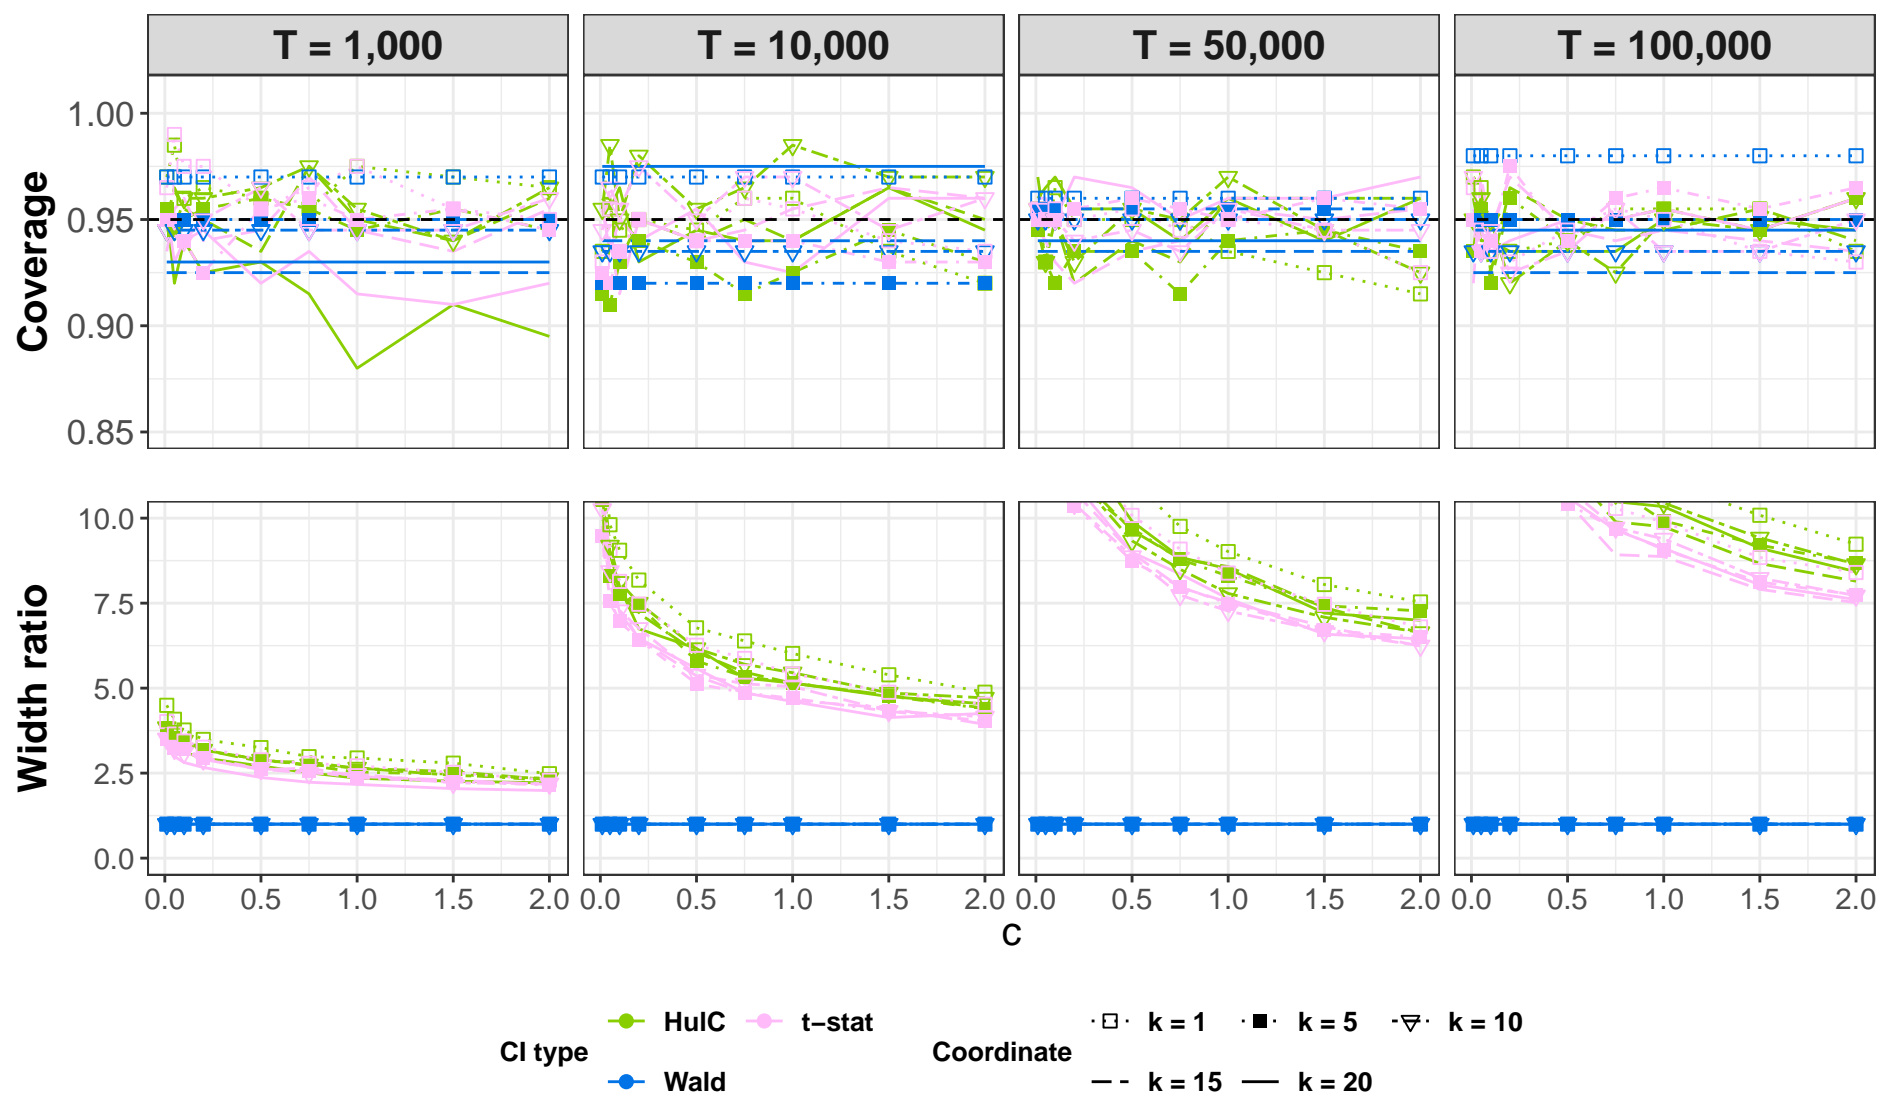 T = 1,000 T = 10,000 T = 50,000 T = 100,000
Coverage
1.00
0.95
0.90
0.85
Width ratio
10.0
7.5
5.0
2.5
0.0
0.0 0.5 1.0 1.5 2.0 0.0 0.5 1.0 1.5 2.0 0.0 0.5 1.0 1.5 2.0 0.0 0.5 1.0 1.5 2.0
c
CI type
HulC t−stat
Wald
Coordinate
k = 1 k = 5 k = 10
k = 15 k = 20